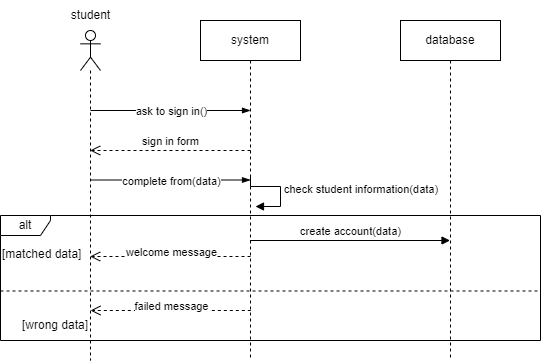 student
system
database
ask to sign in()
sign in form
complete from(data)
check student information(data)
alt
create account(data)
[matched data]
welcome message
failed message
[wrong data]